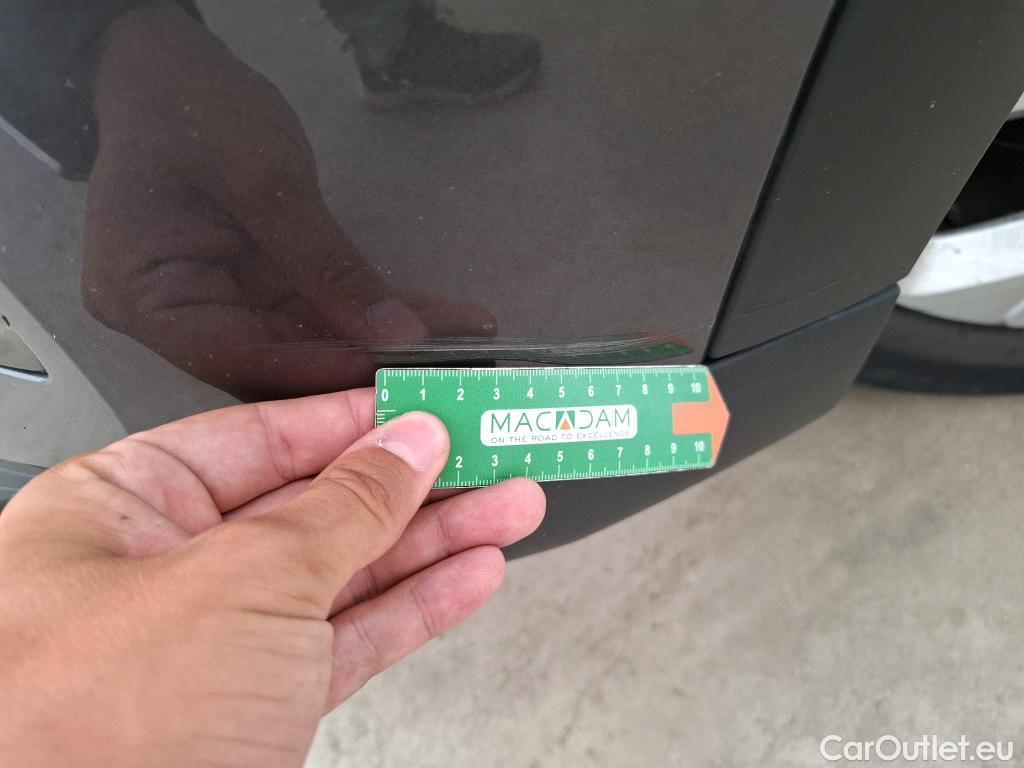 0 1 2 3 4 5 6 7 8 9 10
MACADAM
ON THE ROAD TO EXCELLENCE
2 3 4 5 6 7 8 9 10
CarOutlet.eu